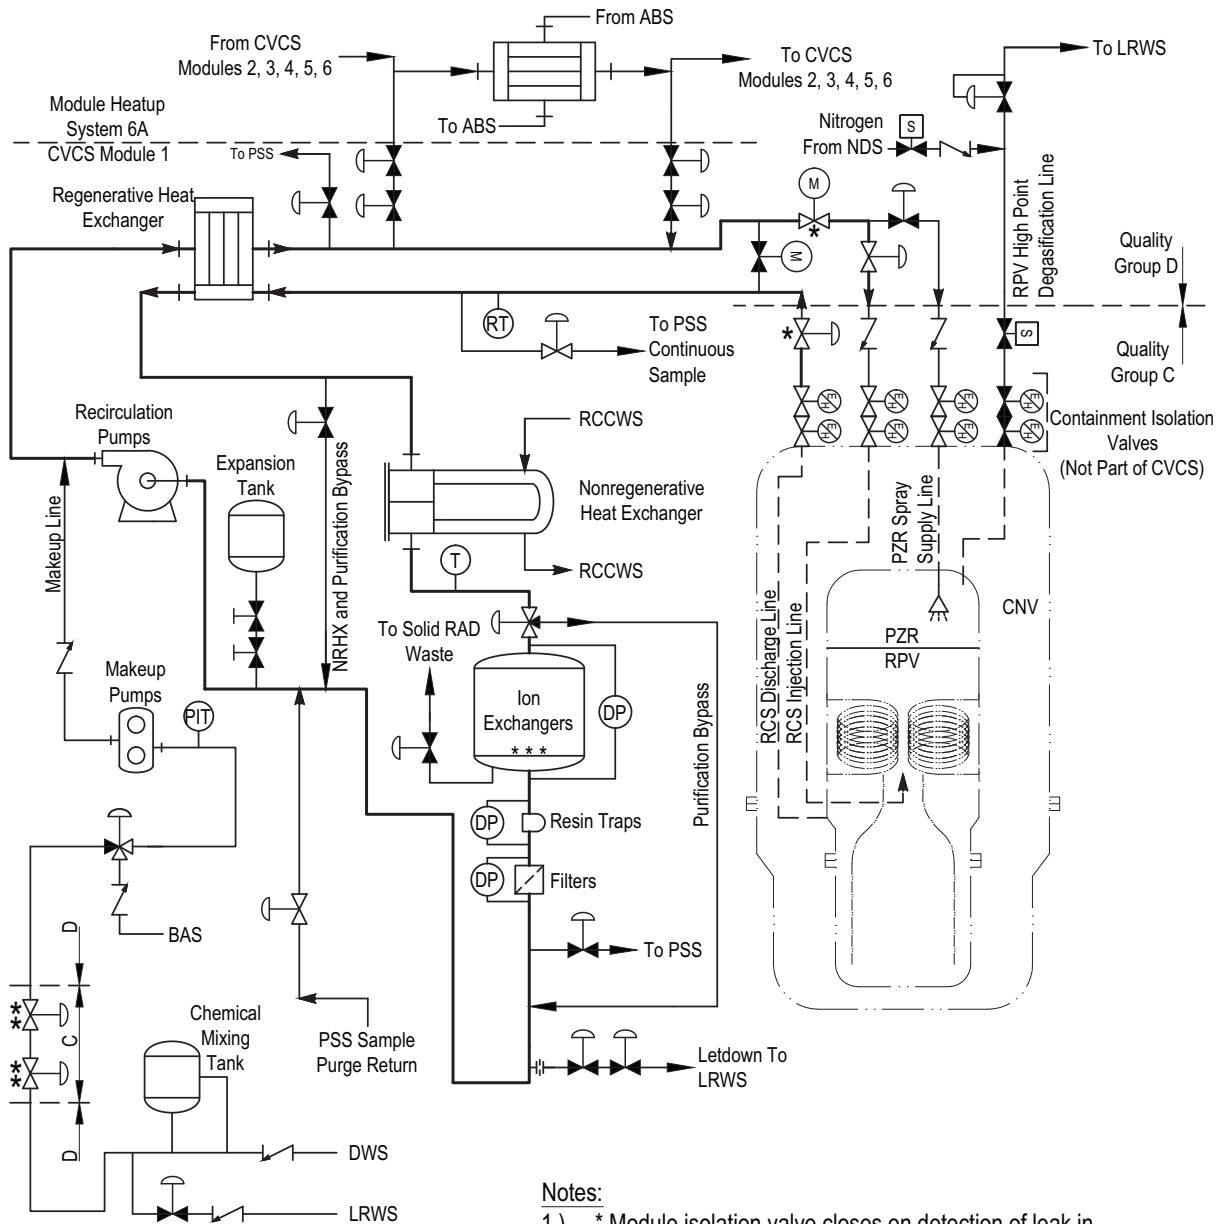 From ABS
From CVCS
Modules 2, 3, 4, 5, 6
To CVCS
Modules 2, 3, 4, 5, 6
To LRWS
To ABS
Module Heatup
System 6A
CVCS Module 1
To PSS
Nitrogen
From NDS
S
Regenerative Heat
Exchanger
M
M
RPV High Point
Degasification Line
Quality
Group D
Quality
Group C
S
RT
To PSS
Continuous
Sample
*
*
E/H
E/H
E/H
E/H
E/H
E/H
E/H
E/H
Containment Isolation
Valves
(Not Part of CVCS)
Recirculation
Pumps
Expansion
Tank
RCCWS
Nonregenerative
Heat Exchanger
RCCWS
Makeup Line
NRHX and Purification Bypass
T
PZR Spray
Supply Line
CNV
PZR
RPV
RCS Discharge Line
RCS Injection Line
To Solid RAD
Waste
Ion
Exchangers
* * *
DP
Purification Bypass
Makeup
Pumps
PIT
DP
Resin Traps
DP
Filters
To PSS
BAS
D
C
D
**
**
Chemical
Mixing
Tank
PSS Sample
Purge Return
Letdown To
LRWS
DWS
LRWS
Notes:
1.) * Module isolation valve closes on detection of leak in